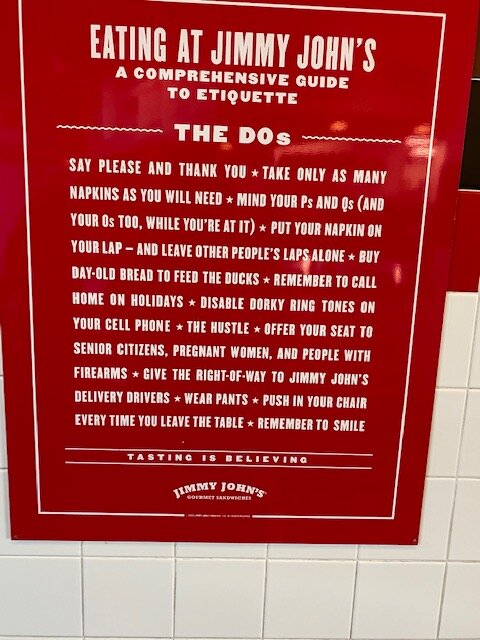 EATING AT JIMMY JOHN'S
A COMPREHENSIVE GUIDE
TO ETIQUETTE
THE DOs
SAY PLEASE AND THANK YOU ★ TAKE ONLY AS MANY
NAPKINS AS YOU WILL NEED ★ MIND YOUR Ps AND Qs (AND
YOUR Os TOO, WHILE YOU'RE AT IT) ★ PUT YOUR NAPKIN ON
YOUR LAP – AND LEAVE OTHER PEOPLE'S LAPS ALONE ★ BUY
DAY-OLD BREAD TO FEED THE DUCKS ★ REMEMBER TO CALL
HOME ON HOLIDAYS ★ DISABLE DORKY RING TONES ON
YOUR CELL PHONE ★ THE HUSTLE ★ OFFER YOUR SEAT TO
SENIOR CITIZENS, PREGNANT WOMEN, AND PEOPLE WITH
FIREARMS ★ GIVE THE RIGHT-OF-WAY TO JIMMY JOHN'S
DELIVERY DRIVERS ★ WEAR PANTS ★ PUSH IN YOUR CHAIR
EVERY TIME YOU LEAVE THE TABLE ★ REMEMBER TO SMILE
TASTING IS BELIEVING
JIMMY JOHN'S®
GOURMET SANDWICHES